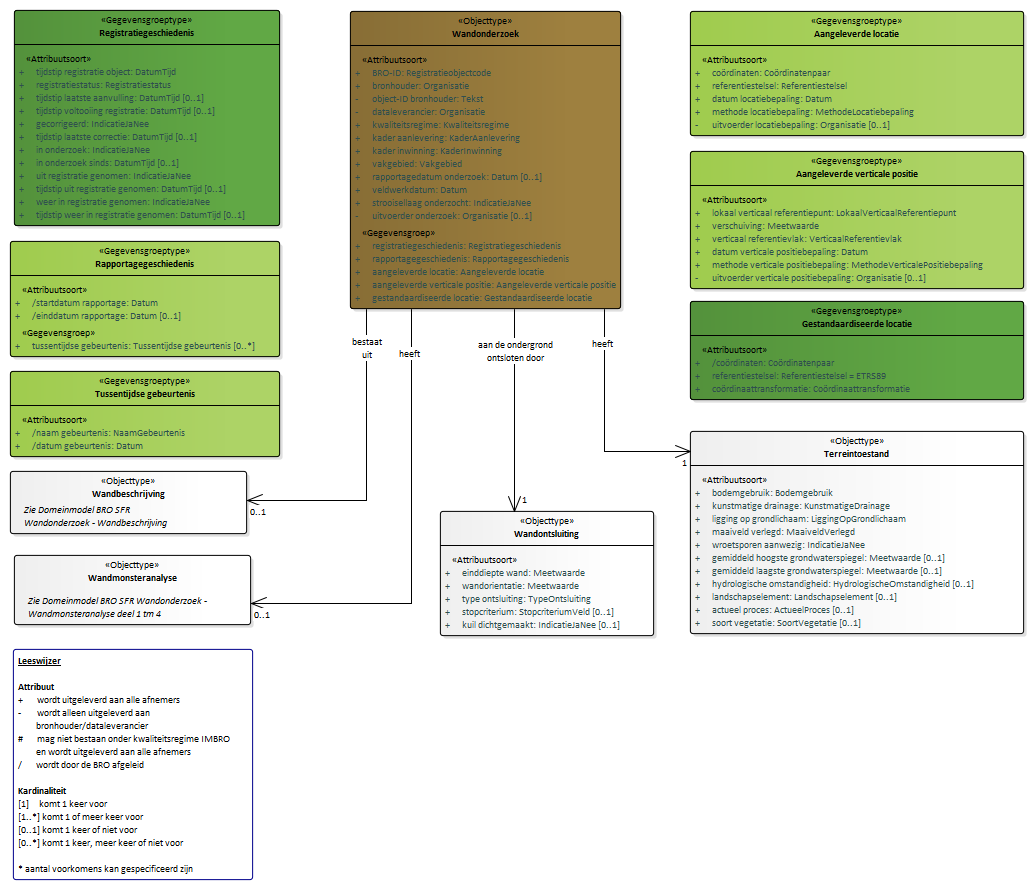 «Gegevensgroeptype»
Registratiegeschiedenis
«Attribuutsoort»
+ tijdstip registratie object: DatumTijd
+ registratiestatus: Registratiestatus
+ tijdstip laatste aanvulling: DatumTijd [0..1]
+ tijdstip voltooiing registratie: DatumTijd [0..1]
+ gecorrigeerd: IndicatieJaNee
+ tijdstip laatste correctie: DatumTijd [0..1]
+ in onderzoek: IndicatieJaNee
+ in onderzoek sinds: DatumTijd [0..1]
+ uit registratie genomen: IndicatieJaNee
+ tijdstip uit registratie genomen: DatumTijd [0..1]
+ weer in registratie genomen: IndicatieJaNee
+ tijdstip weer in registratie genomen: DatumTijd [0..1]
«Gegevensgroeptype»
Rapportagegeschiedenis
«Attribuutsoort»
+ /startdatum rapportage: Datum
+ /einddatum rapportage: Datum [0..1]
«Gegevensgroep»
+ tussentijdse gebeurtenis: Tussentijdse gebeurtenis [0..*]
«Gegevensgroeptype»
Tussentijdse gebeurtenis
«Attribuutsoort»
+ /naam gebeurtenis: NaamGebeurtenis
+ /datum gebeurtenis: Datum
«Objecttype»
Wandbeschrijving
Zie Domeinmodel BRO SFR
Wandonderzoek - Wandbeschrijving
«Objecttype»
Wandmonsteranalyse
Zie Domeinmodel BRO SFR Wandonderzoek -
Wandmonsteranalyse deel 1 tm 4
«Objecttype»
Wandonderzoek
«Attribuutsoort»
+ BRO-ID: Registratieobjectcode
+ bronhouder: Organisatie
- object-ID bronhouder: Tekst
- dataleverancier: Organisatie
+ kwaliteitsregime: Kwaliteitsregime
+ kader aanlevering: KaderAanlevering
+ kader inwinning: KaderInwinning
+ vakgebied: Vakgebied
+ rapportagedatum onderzoek: Datum [0..1]
+ veldwerkdatum: Datum
+ strooisellaag onderzocht: IndicatieJaNee
- uitvoerder onderzoek: Organisatie [0..1]
«Gegevensgroep»
+ registratiegeschiedenis: Registratiegeschiedenis
+ rapportagegeschiedenis: Rapportagegeschiedenis
+ aangeleverde locatie: Aangeleverde locatie
+ aangeleverde verticale positie: Aangeleverde verticale positie
+ gestandaardiseerde locatie: Gestandaardiseerde locatie
bestaat
uit
heeft
aan de ondergrond
ontsloten door
heeft
0..1
0..1
1
1
«Objecttype»
Wandontsluiting
«Attribuutsoort»
+ einddiepte wand: Meetwaarde
+ wandorientatie: Meetwaarde
+ type ontsluiting: TypeOntsluiting
+ stopcriterium: StopcriteriumVeld [0..1]
+ kuil dichtgemaakt: IndicatieJaNee [0..1]
«Gegevensgroeptype»
Aangeleverde locatie
«Attribuutsoort»
+ coördinaten: Coördinatenpaar
+ referentiestelsel: Referentiestelsel
+ datum locatiebepaling: Datum
+ methode locatiebepaling: MethodeLocatiebepaling
- uitvoerder locatiebepaling: Organisatie [0..1]
«Gegevensgroeptype»
Aangeleverde verticale positie
«Attribuutsoort»
+ lokaal verticaal referentiepunt: LokaalVerticaalReferentiepunt
+ verschuiving: Meetwaarde
+ verticaal referentievlak: VerticaalReferentievlak
+ datum verticale positiebepaling: Datum
+ methode verticale positiebepaling: MethodeVerticalePositiebepaling
- uitvoerder verticale positiebepaling: Organisatie [0..1]
«Gegevensgroeptype»
Gestandaardiseerde locatie
«Attribuutsoort»
+ /coördinaten: Coördinatenpaar
+ referentiestelsel: Referentiestelsel = ETRS89
+ coördinaattransformatie: Coördinaattransformatie
«Objecttype»
Terreintoestand
«Attribuutsoort»
+ bodemgebruik: Bodemgebruik
+ kunstmatige drainage: KunstmatigeDrainage
+ ligging op grondlichaam: LiggingOpGrondlichaam
+ maaiveld verlegd: MaaiveldVerlegd
+ wroetsporen aanwezig: IndicatieJaNee
+ gemiddeld hoogste grondwaterspiegel: Meetwaarde [0..1]
+ gemiddeld laagste grondwaterspiegel: Meetwaarde [0..1]
+ hydrologische omstandigheid: HydrologischeOmstandigheid [0..1]
+ landschapselement: Landschapselement [0..1]
+ actueel proces: ActueelProces [0..1]
+ soort vegetatie: SoortVegetatie [0..1]
Leeswijzer
Attribuut
+ wordt uitgeleverd aan alle afnemers
- wordt alleen uitgeleverd aan
bronhouder/dataleverancier
# mag niet bestaan onder kwaliteitsregime IMBRO
en wordt uitgeleverd aan alle afnemers
/ wordt door de BRO afgeleid
Kardinaliteit
[1] komt 1 keer voor
[1..*] komt 1 of meer keer voor
[0..1] komt 1 keer of niet voor
[0..*] komt 1 keer, meer keer of niet voor
* aantal voorkomens kan gespecificeerd zijn